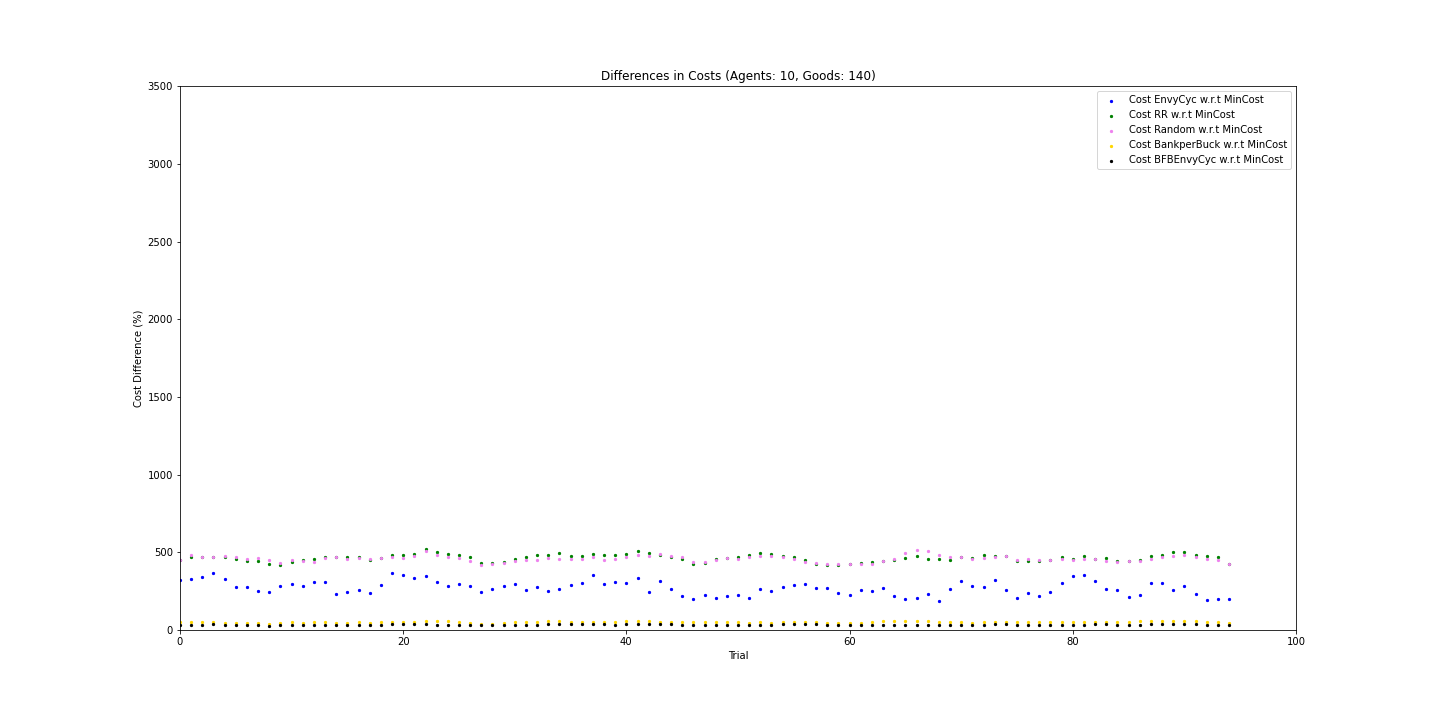 Differences in Costs (Agents: 10, Goods: 140)
3500
3000
2500
2000
1500
1000
500
0
Cost Difference (%)
Cost EnvyCyc w.r.t MinCost
Cost RR w.r.t MinCost
Cost Random w.r.t MinCost
Cost BankperBuck w.r.t MinCost
Cost BFBEnvyCyc w.r.t MinCost
0 20 40 60 80 100
Trial